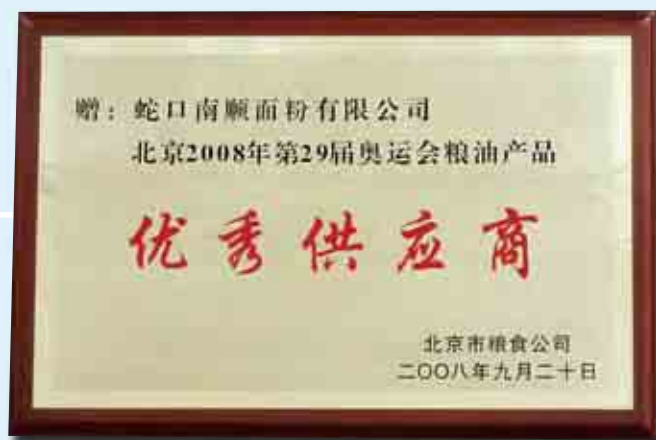 赠：蛇口南顺面粉有限公司
北京2008年第29届奥运会粮油产品
优秀供应商
北京市粮食公司
二〇〇八年九月二十日